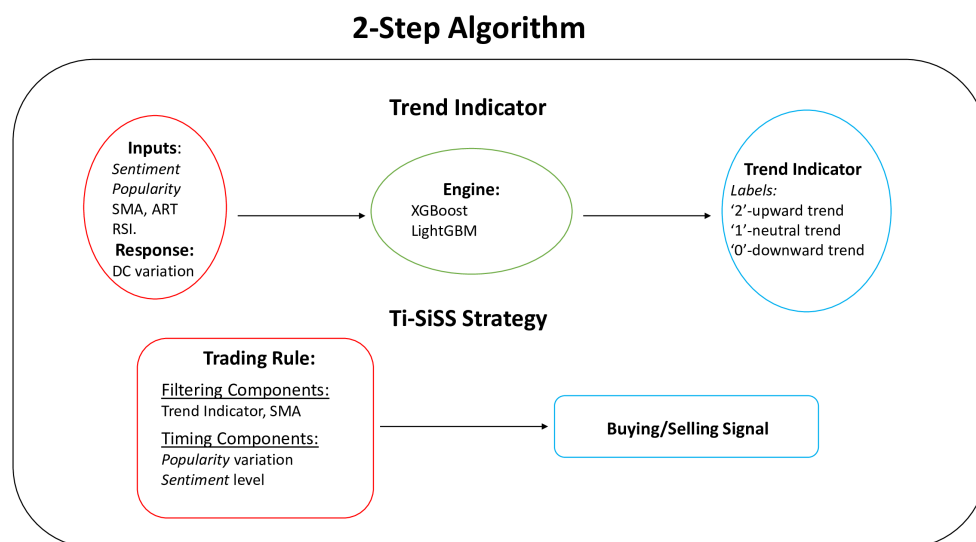 2-Step Algorithm
Trend Indicator
Inputs:
Sentiment
Popularity
SMA, ART
RSI.
Response:
DC variation
Engine:
XGBoost
LightGBM
Trend Indicator
Labels:
‘2’-upward trend
‘1’-neutral trend
‘0’-downward trend
Ti-SiSS Strategy
Trading Rule:
Filtering Components:
Trend Indicator, SMA
Timing Components:
Popularity variation
Sentiment level
Buying/Selling Signal